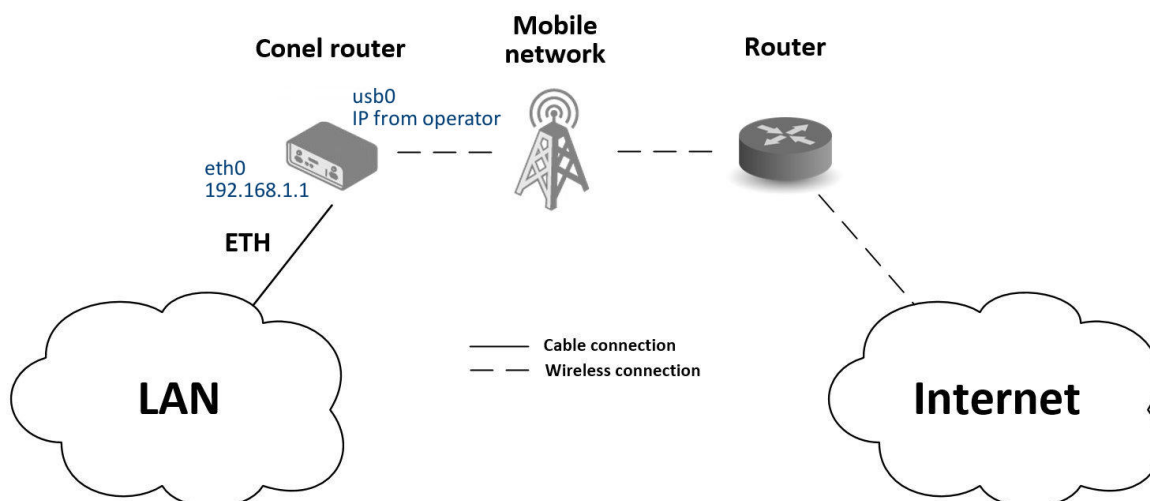 Conel router
Mobile
network
Router
usb0
IP from operator
eth0
192.168.1.1
ETH
Cable connection
Wireless connection
LAN
Internet